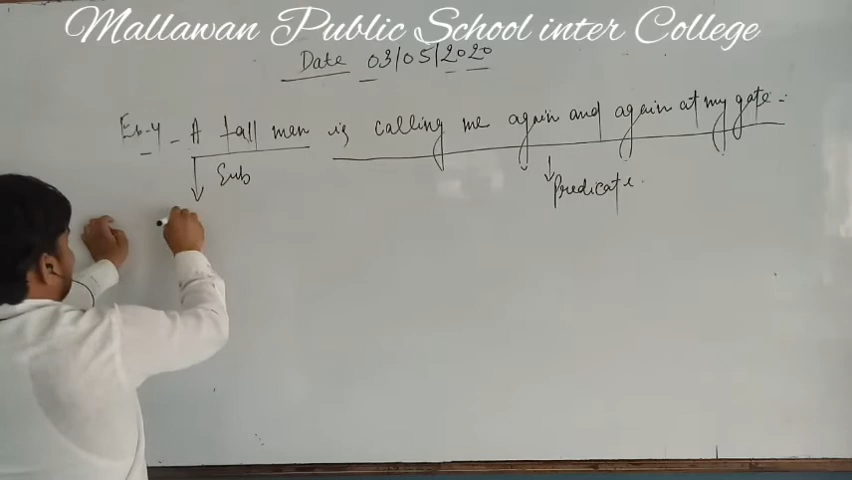 Mallawan Public School inter College
Date 03/05/2020
Ex-4 - A tall men is calling me again and again at my gate.
Sub
Predicate.